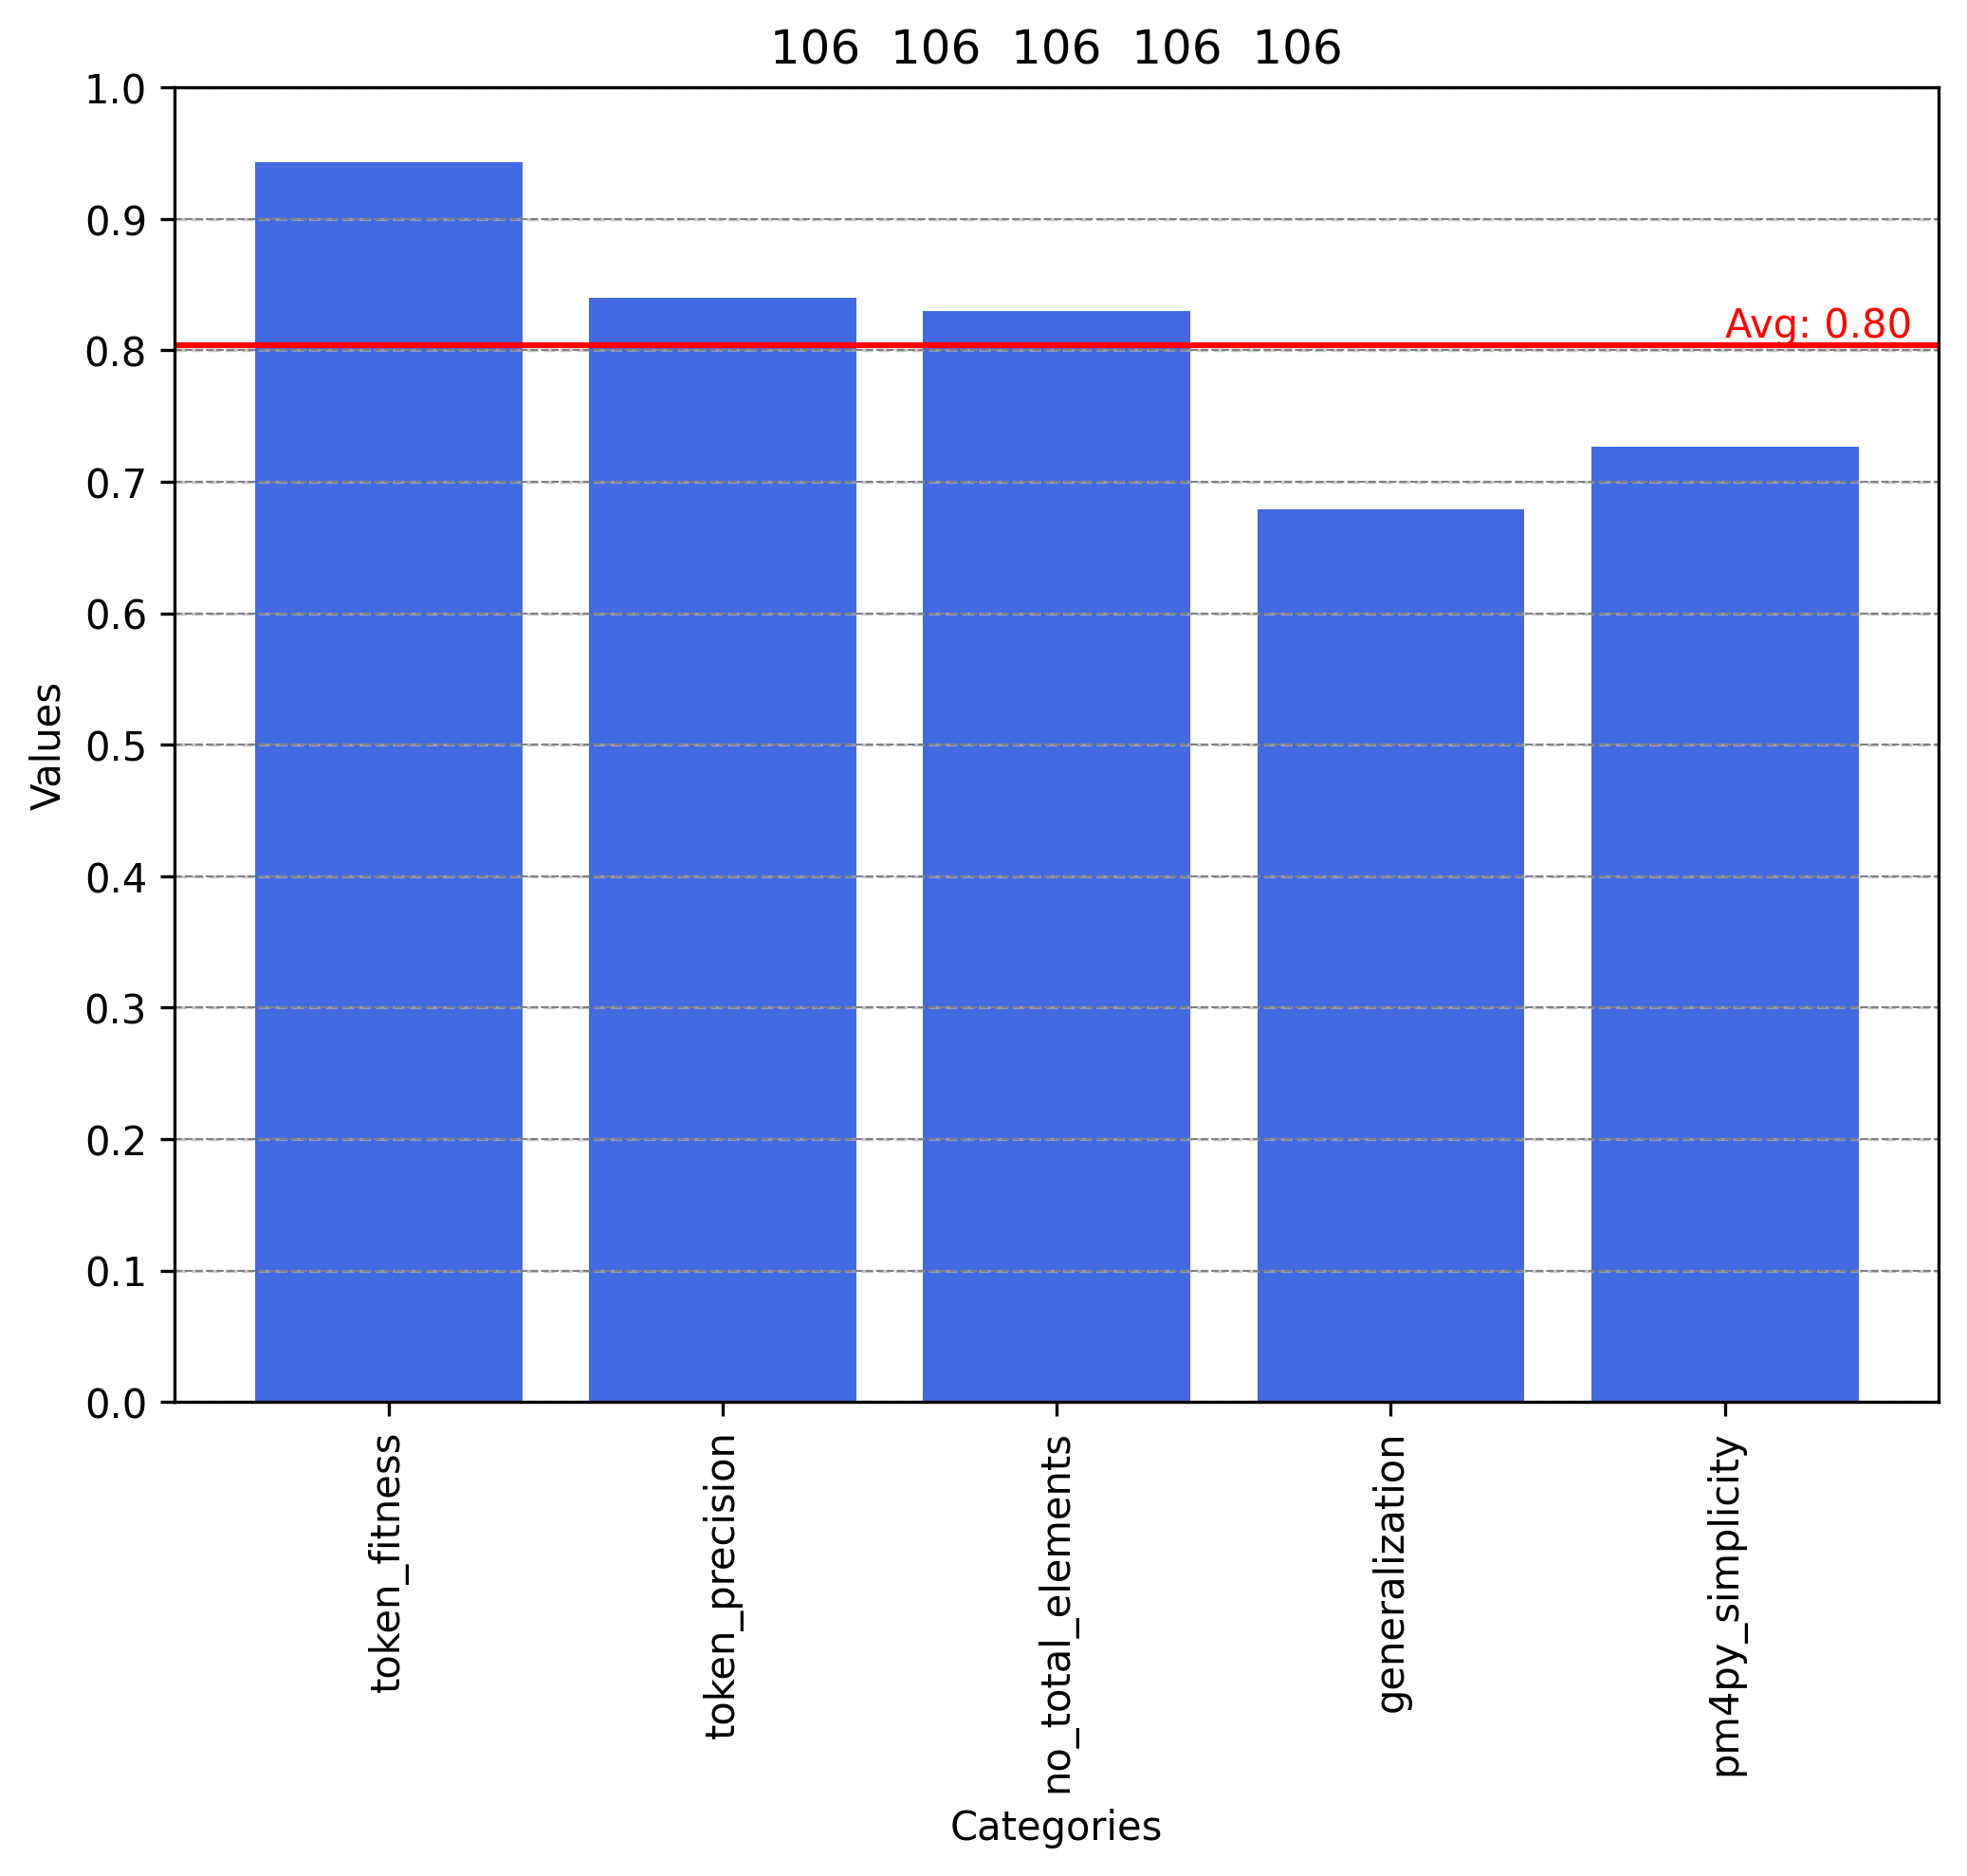 106  106  106  106  106
1.0
0.9
0.8
0.7
0.6
0.5
0.4
0.3
0.2
0.1
0.0
Values
Avg: 0.80
token_fitness
token_precision
no_total_elements
generalization
pm4py_simplicity
Categories